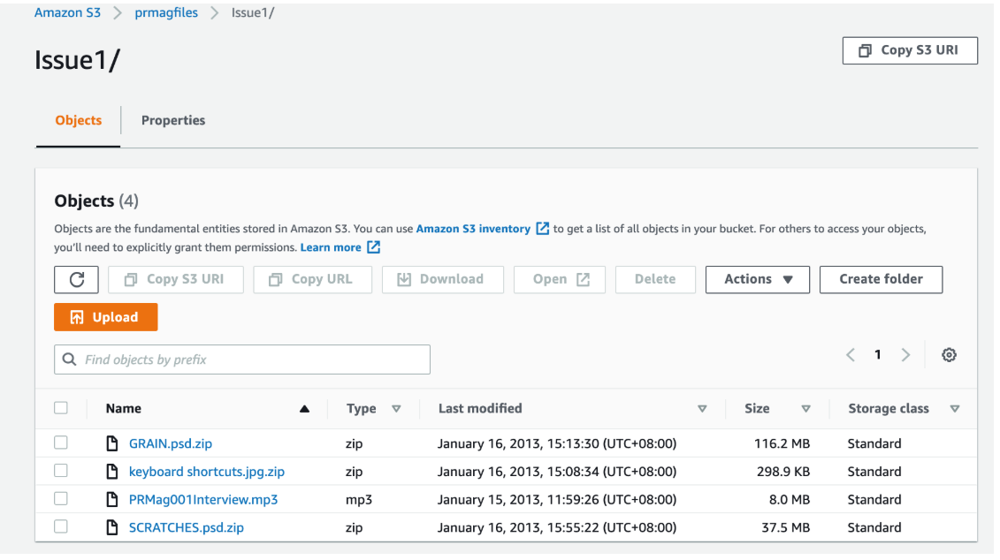 Amazon S3 > prmagfiles > Issue1/
Issue1/
Copy S3 URI
Objects Properties
Objects (4)
Objects are the fundamental entities stored in Amazon S3. You can use Amazon S3 inventory to get a list of all objects in your bucket. For others to access your objects,
you'll need to explicitly grant them permissions. Learn more
Copy S3 URI Copy URL Download Open Delete Actions Create folder
Upload
Find objects by prefix 1
Name Type Last modified Size Storage class
GRAIN.psd.zip zip January 16, 2013, 15:13:30 (UTC+08:00) 116.2 MB Standard
keyboard shortcuts.jpg.zip zip January 16, 2013, 15:08:34 (UTC+08:00) 298.9 KB Standard
PRMag001Interview.mp3 mp3 January 15, 2013, 11:59:26 (UTC+08:00) 8.0 MB Standard
SCRATCHES.psd.zip zip January 16, 2013, 15:55:22 (UTC+08:00) 37.5 MB Standard